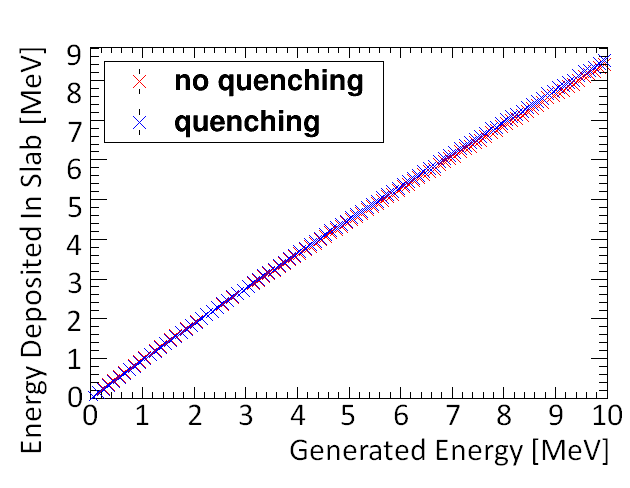 Energy Deposited In Slab [MeV]
9
8
7
6
5
4
3
2
1
0
no quenching
quenching
0 1 2 3 4 5 6 7 8 9 10
Generated Energy [MeV]